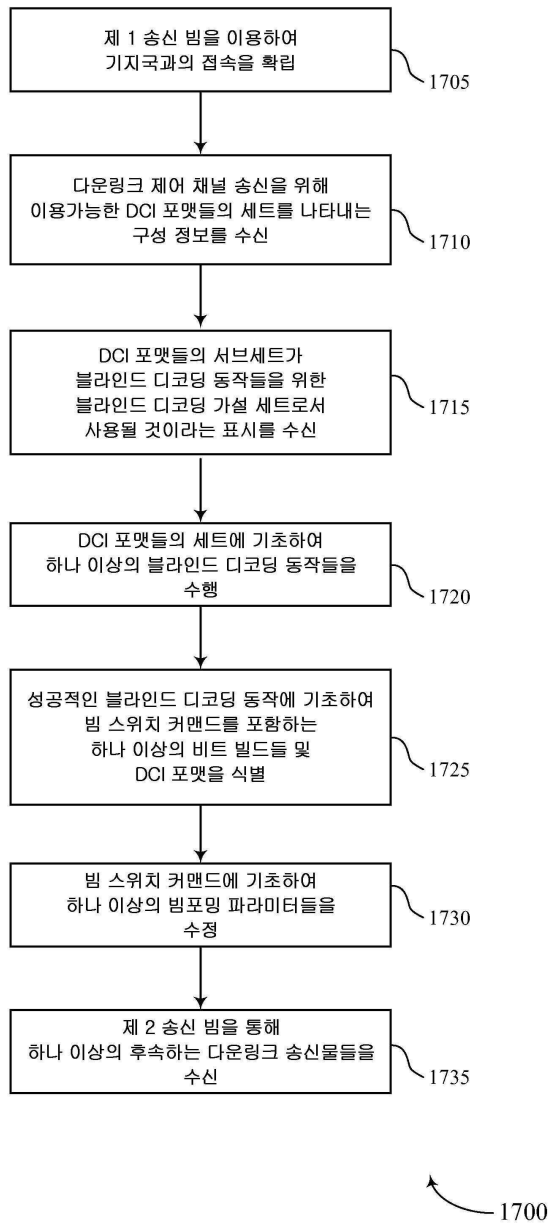 제 1 송신 빔을 이용하여
기지국과의 접속을 확립
1705
다운링크 제어 채널 송신을 위해
이용가능한 DCI 포맷들의 세트를 나타내는
구성 정보를 수신
1710
DCI 포맷들의 서브세트가
블라인드 디코딩 동작들을 위한
블라인드 디코딩 가설 세트로서
사용될 것이라는 표시를 수신
1715
DCI 포맷들의 세트에 기초하여
하나 이상의 블라인드 디코딩 동작들을
수행
1720
성공적인 블라인드 디코딩 동작에 기초하여
빔 스위치 커맨드를 포함하는
하나 이상의 비트 빌드들 및
DCI 포맷을 식별
1725
빔 스위치 커맨드에 기초하여
하나 이상의 빔포밍 파라미터들을
수정
1730
제 2 송신 빔을 통해
하나 이상의 후속하는 다운링크 송신물들을
수신
1735
1700